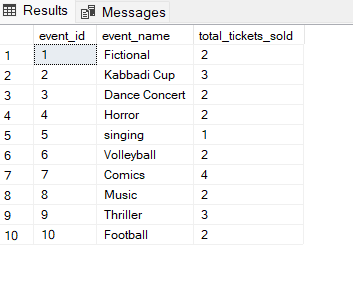 Results Messages
event_id event_name total_tickets_sold
1 1 Fictional 2
2 2 Kabbadi Cup 3
3 3 Dance Concert 2
4 4 Horror 2
5 5 singing 1
6 6 Volleyball 2
7 7 Comics 4
8 8 Music 2
9 9 Thriller 3
10 10 Football 2